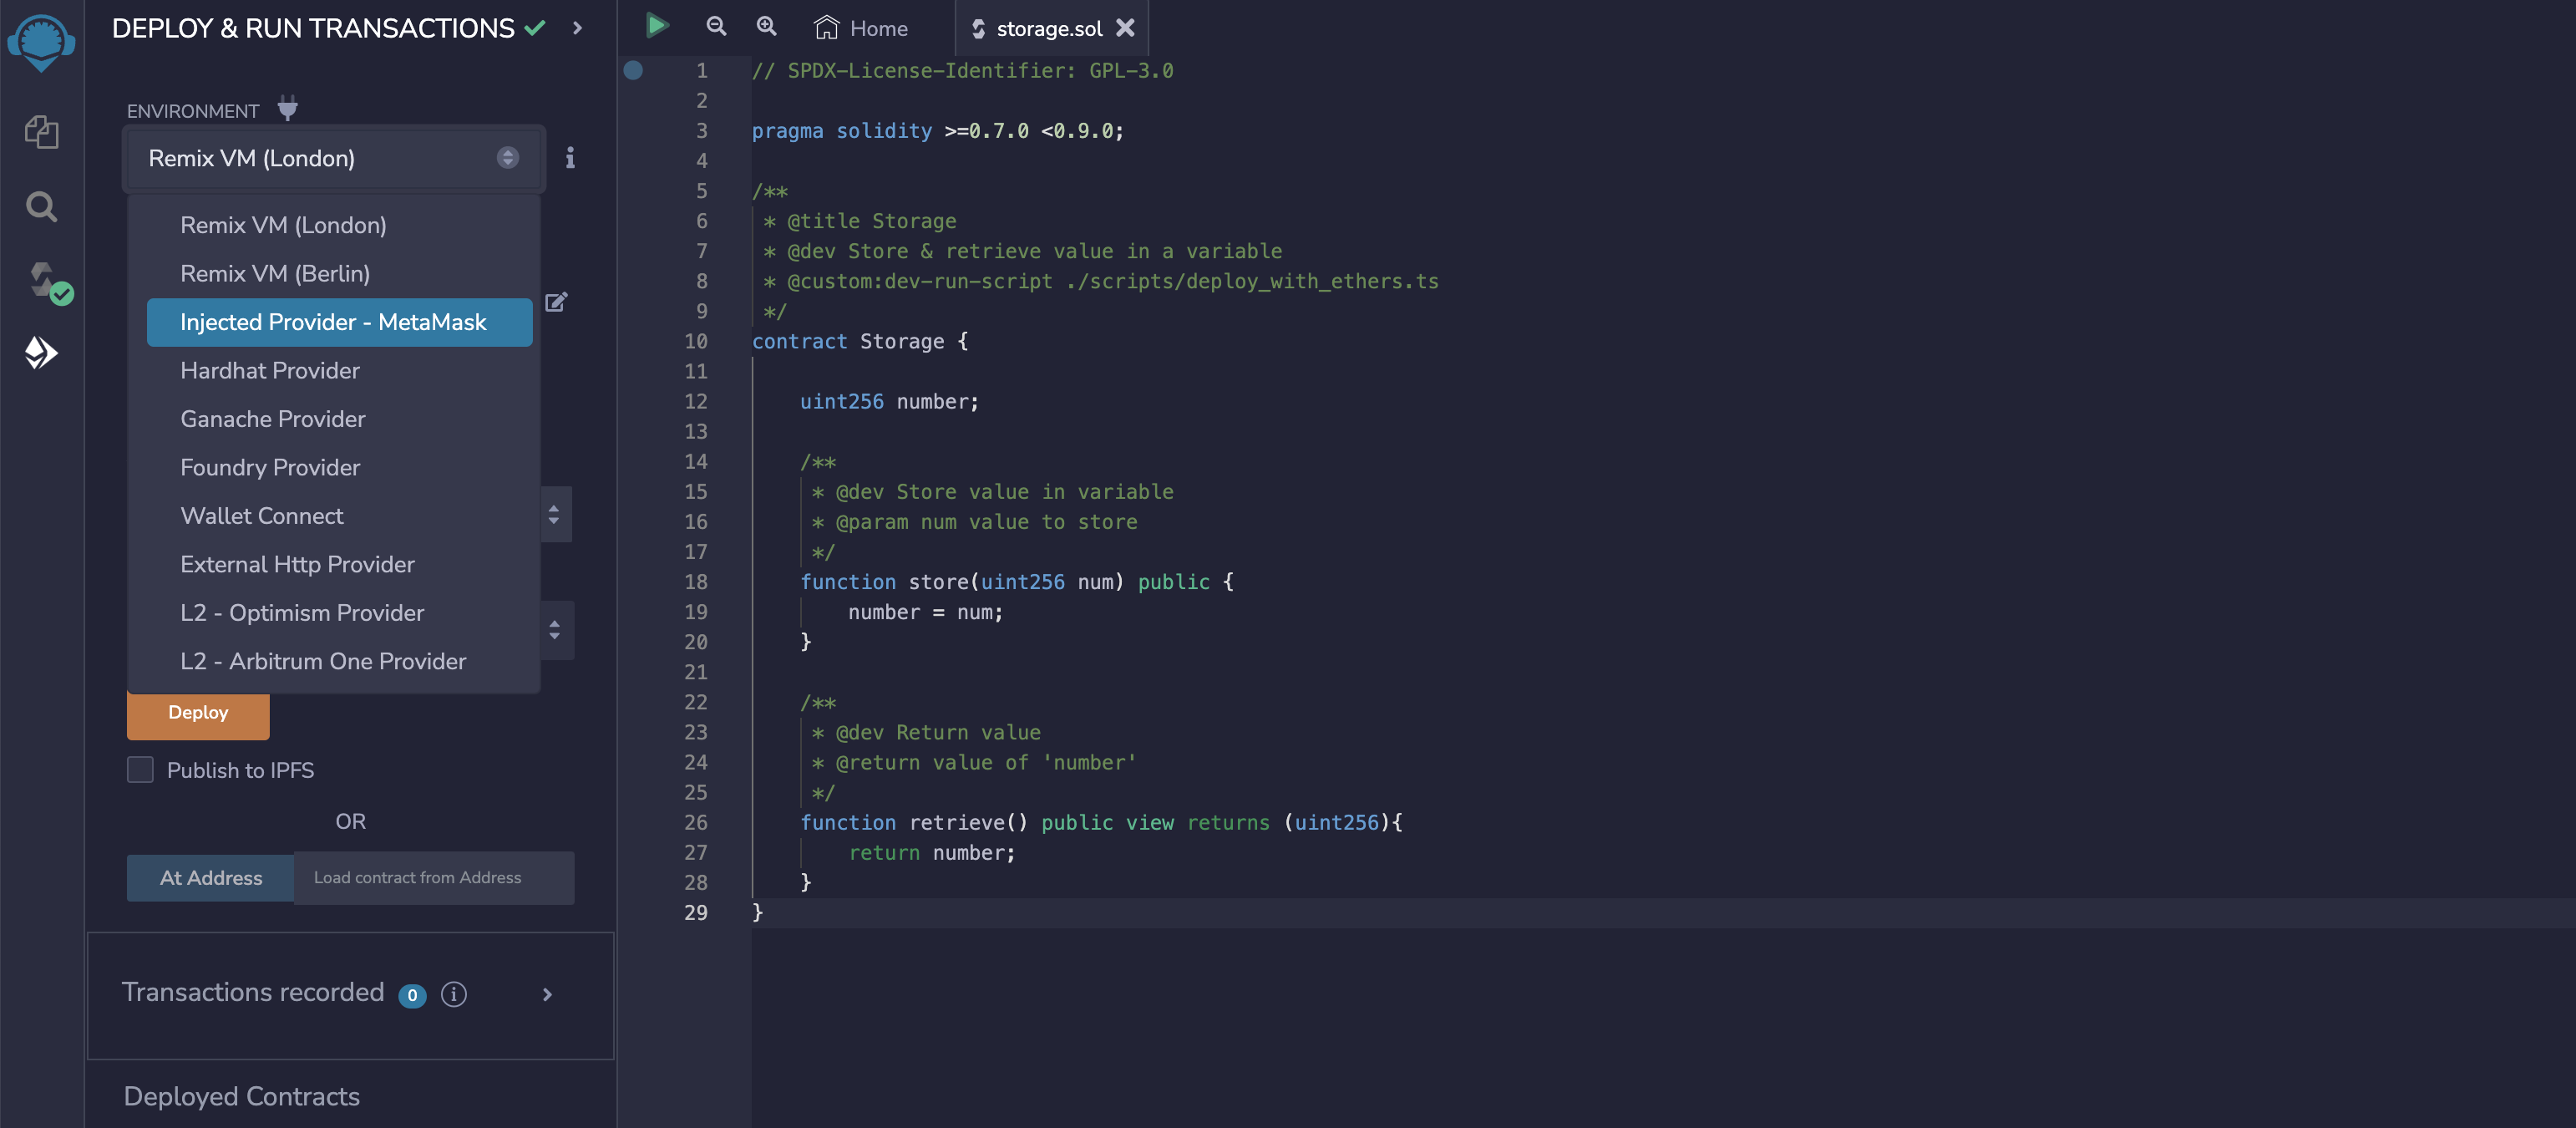 DEPLOY & RUN TRANSACTIONS
ENVIRONMENT
Remix VM (London)
Remix VM (London)
Remix VM (Berlin)
Injected Provider - MetaMask
Hardhat Provider
Ganache Provider
Foundry Provider
Wallet Connect
External Http Provider
L2 - Optimism Provider
L2 - Arbitrum One Provider
Deploy
Publish to IPFS
OR
At Address Load contract from Address
Transactions recorded 0
Deployed Contracts
Home storage.sol
1 // SPDX-License-Identifier: GPL-3.0
2
3 pragma solidity >=0.7.0 <0.9.0;
4
5 /**
6 * @title Storage
7 * @dev Store & retrieve value in a variable
8 * @custom:dev-run-script ./scripts/deploy_with_ethers.ts
9 */
10 contract Storage {
11
12 uint256 number;
13
14 /**
15 * @dev Store value in variable
16 * @param num value to store
17 */
18 function store(uint256 num) public {
19 number = num;
20 }
21
22 /**
23 * @dev Return value
24 * @return value of 'number'
25 */
26 function retrieve() public view returns (uint256){
27 return number;
28 }
29 }